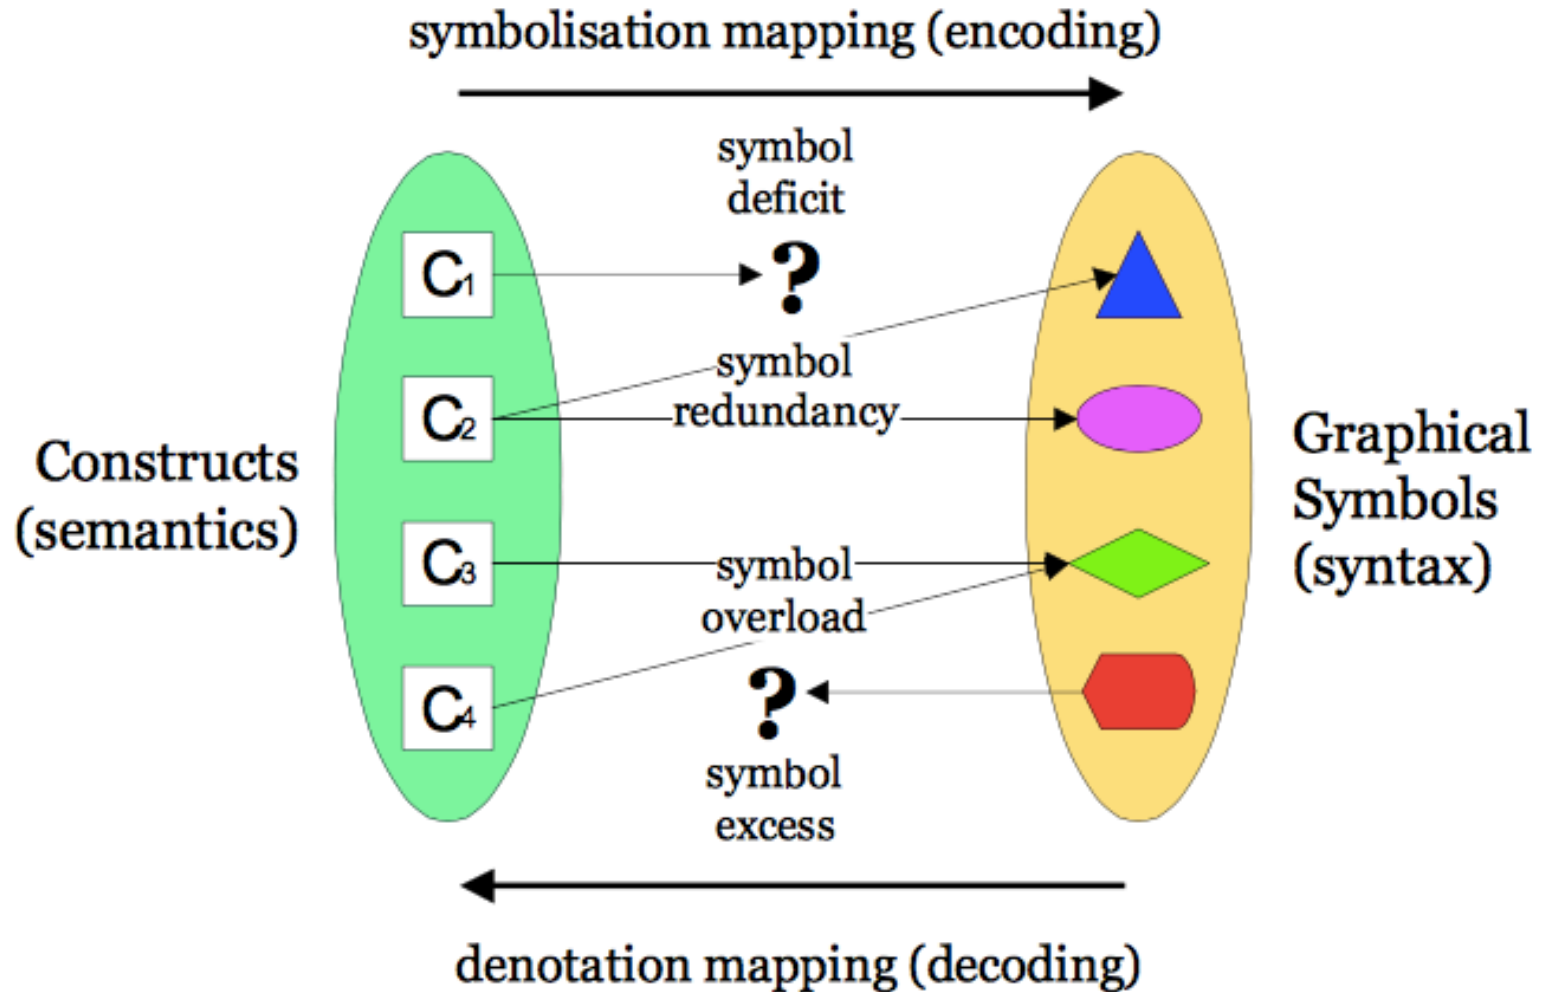 symbolisation mapping (encoding)
symbol
deficit
C1
?
symbol
redundancy
C2
Constructs
(semantics)
Graphical
Symbols
(syntax)
C3
symbol
overload
C4
?
symbol
excess
denotation mapping (decoding)